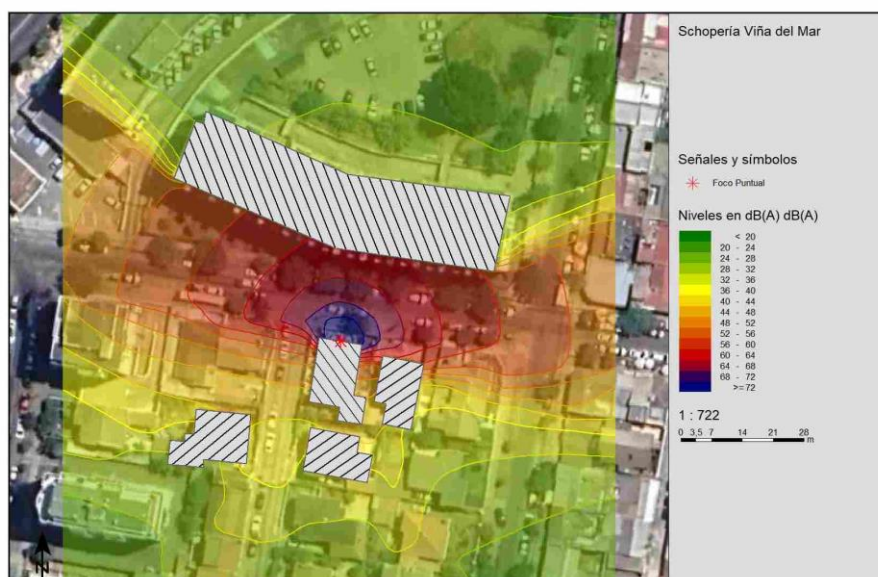 Schopería Viña del Mar
Señales y símbolos
Foco Puntual
Niveles en dB(A) dB(A)
< 20
20 - 24
24 - 28
28 - 32
32 - 36
36 - 40
40 - 44
44 - 48
48 - 52
52 - 56
56 - 60
60 - 64
64 - 68
68 - 72
>= 72
1 : 722
0 3,5 7 14 21 28
m
N